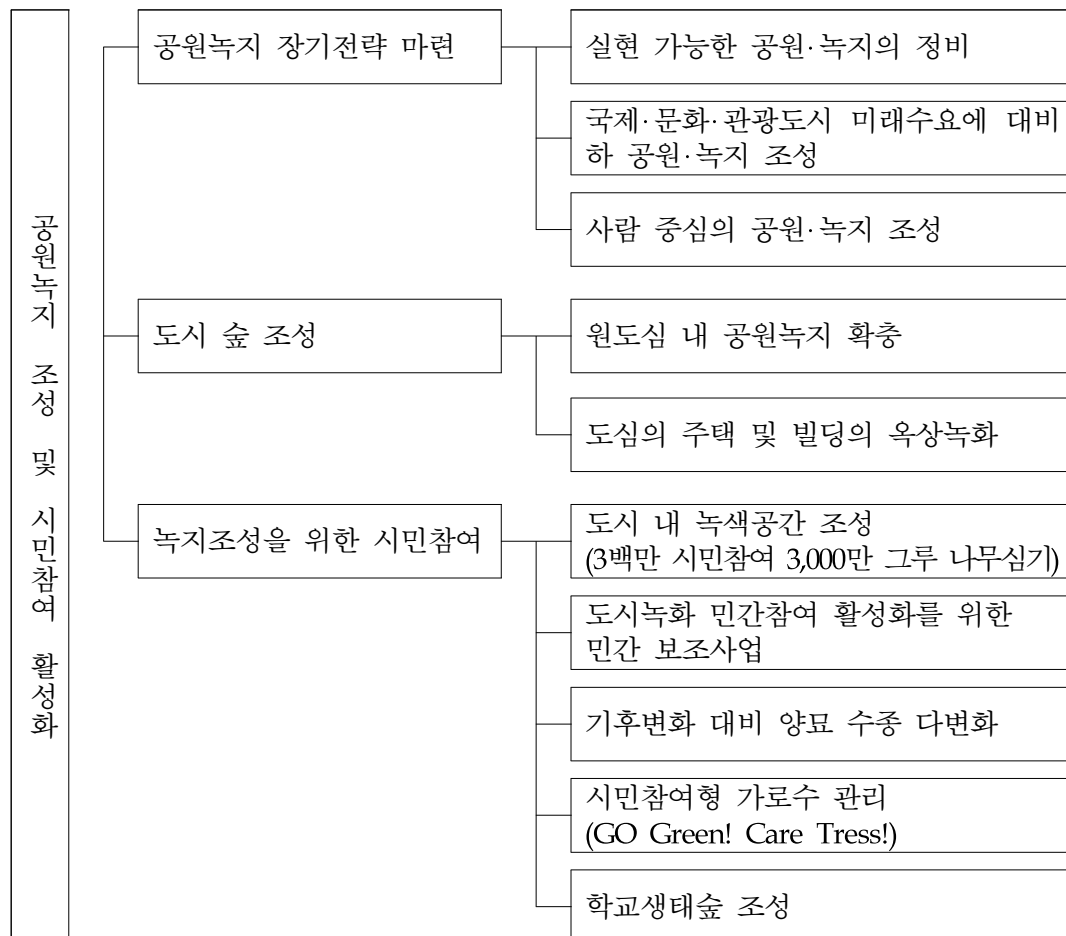 공원녹지 조성 및 시민참여 활성화
공원녹지 장기전략 마련
실현 가능한 공원·녹지의 정비
국제·문화·관광도시 미래수요에 대비
하 공원·녹지 조성
사람 중심의 공원·녹지 조성
도시 숲 조성
원도심 내 공원녹지 확충
도심의 주택 및 빌딩의 옥상녹화
녹지조성을 위한 시민참여
도시 내 녹색공간 조성
(3백만 시민참여 3,000만 그루 나무심기)
도시녹화 민간참여 활성화를 위한
민간 보조사업
기후변화 대비 양묘 수종 다변화
시민참여형 가로수 관리
(GO Green! Care Tress!)
학교생태숲 조성